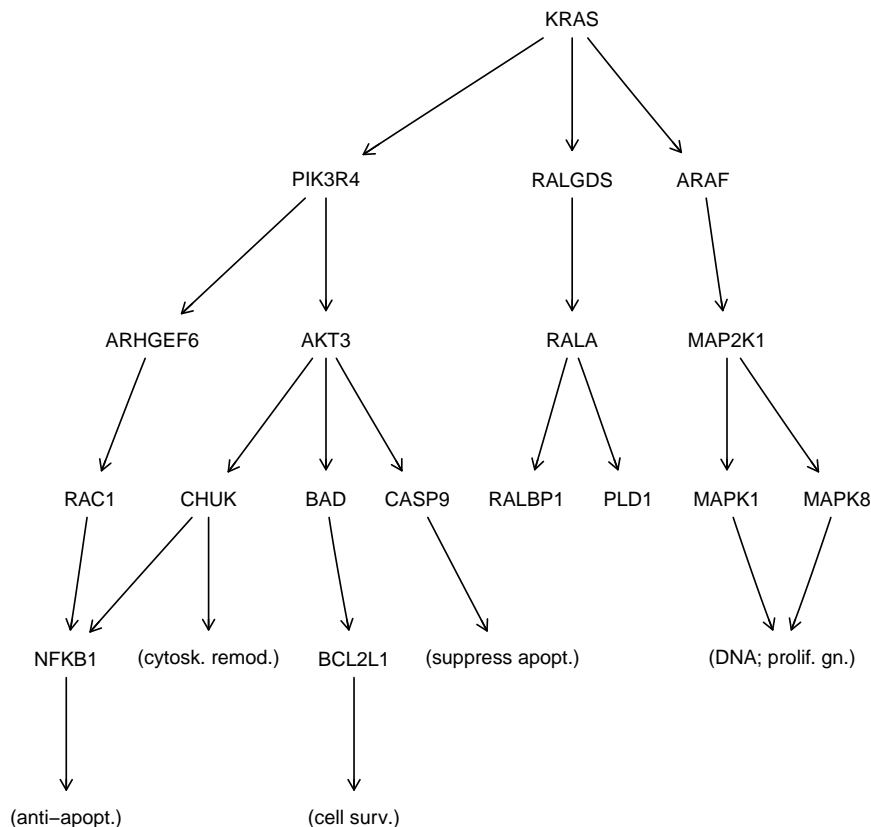 KRAS
PIK3R4 RALGDS ARAF
ARHGEF6 AKT3 RALA MAP2K1
RAC1 CHUK BAD CASP9 RALBP1 PLD1 MAPK1 MAPK8
NFKB1 (cytosk. remod.) BCL2L1 (suppress apopt.) (DNA; prolif. gn.)
(anti−apopt.) (cell surv.)